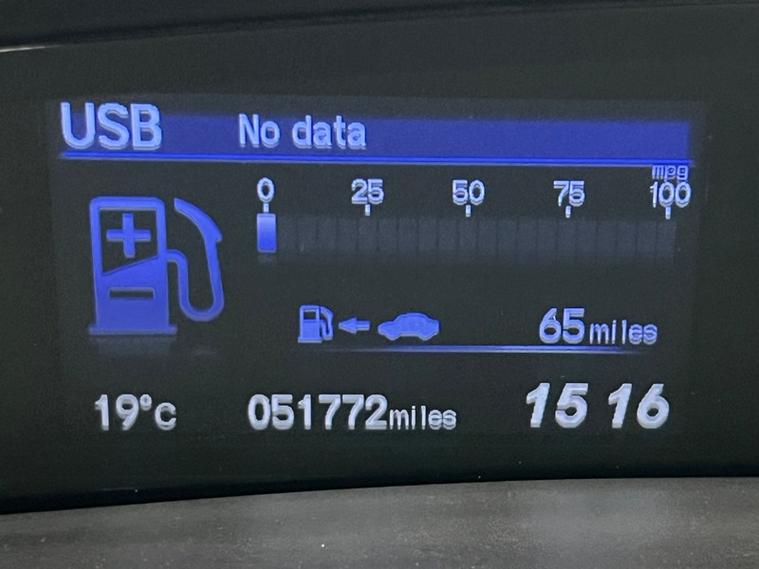 USB No data
mpg
0 25 50 75 100
65 miles
19°c 051772 miles 15 16